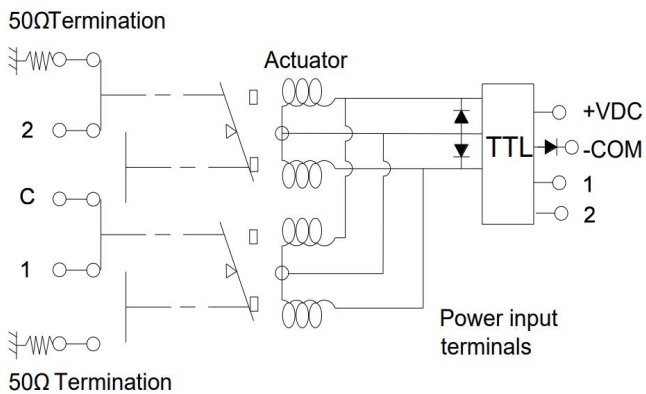 50ΩTermination
Actuator
2
C
1
50Ω Termination
TTL
+VDC
-COM
1
2
Power input
terminals